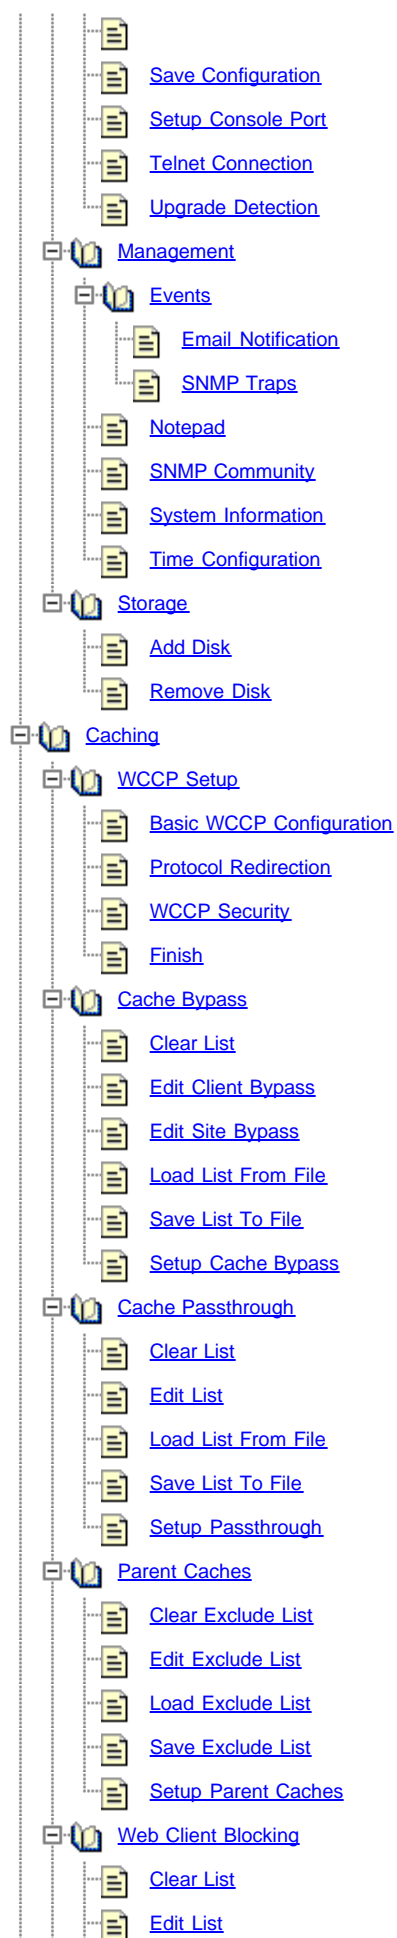 Save Configuration
Setup Console Port
Telnet Connection
Upgrade Detection
Management
Events
Email Notification
SNMP Traps
Notepad
SNMP Community
System Information
Time Configuration
Storage
Add Disk
Remove Disk
Caching
WCCP Setup
Basic WCCP Configuration
Protocol Redirection
WCCP Security
Finish
Cache Bypass
Clear List
Edit Client Bypass
Edit Site Bypass
Load List From File
Save List To File
Setup Cache Bypass
Cache Passthrough
Clear List
Edit List
Load List From File
Save List To File
Setup Passthrough
Parent Caches
Clear Exclude List
Edit Exclude List
Load Exclude List
Save Exclude List
Setup Parent Caches
Web Client Blocking
Clear List
Edit List